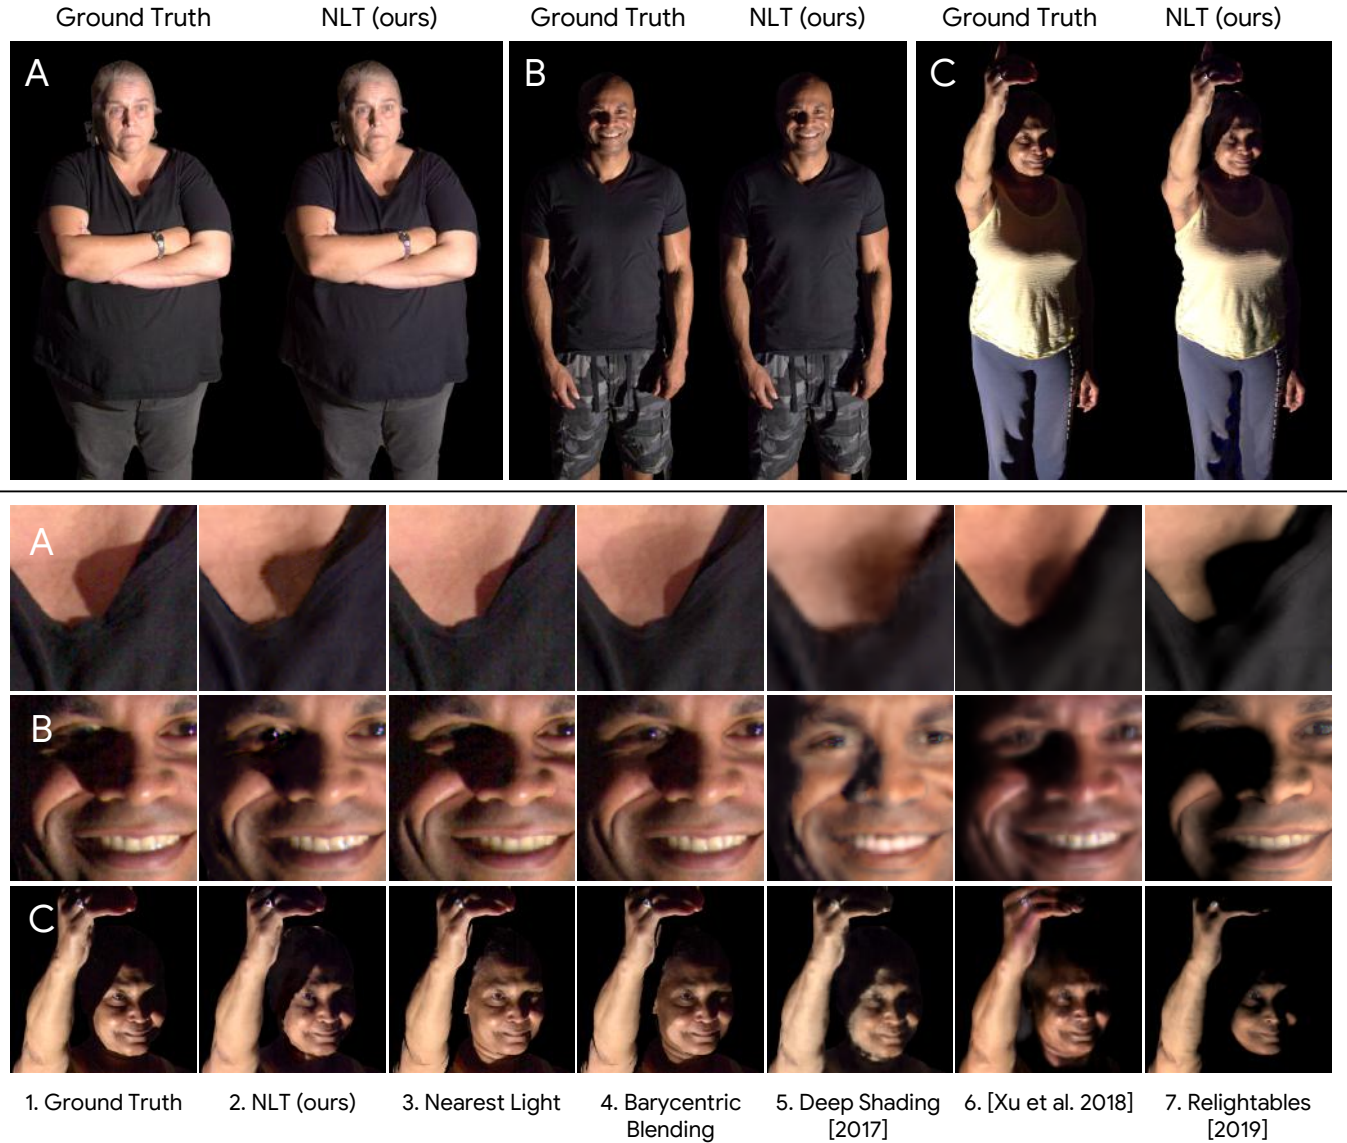 Ground Truth NLT (ours) Ground Truth NLT (ours) Ground Truth NLT (ours)
A B C
A
B
C
1. Ground Truth 2. NLT (ours) 3. Nearest Light 4. Barycentric Blending 5. Deep Shading [2017] 6. [Xu et al. 2018] 7. Relightables [2019]